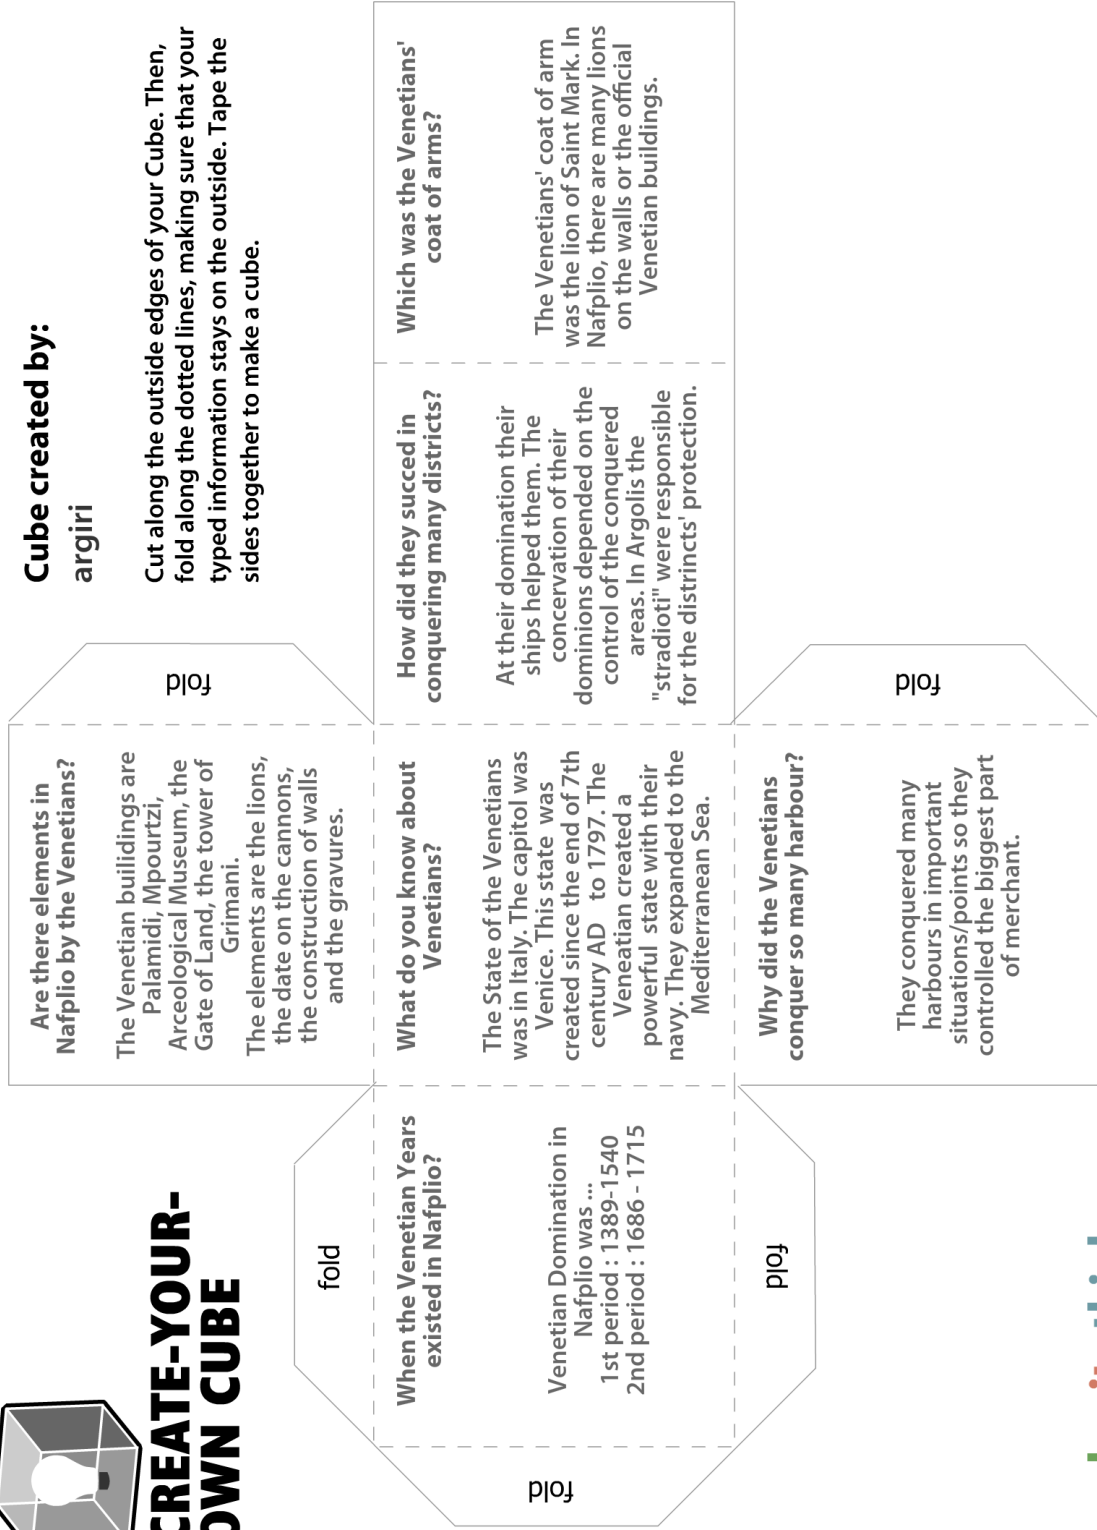 CREATE-YOUR-
OWN CUBE
Cube created by:
argiri
Cut along the outside edges of your Cube. Then,
fold along the dotted lines, making sure that your
typed information stays on the outside. Tape the
sides together to make a cube.
fold
Are there elements in
Nafplio by the Venetians?
The Venetian builidings are
Palamidi, Mpourtzi,
Arceological Museum, the
Gate of Land, the tower of
Grimani.
The elements are the lions,
the date on the cannons,
the construction of walls
and the gravures.
fold
fold
When the Venetian Years
existed in Nafplio?
Venetian Domination in
Nafplio was ...
1st period : 1389-1540
2nd period : 1686 - 1715
What do you know about
Venetians?
The State of the Venetians
was in Italy. The capitol was
Venice. This state was
created since the end of 7th
century AD to 1797. The
Veneatian created a
powerful state with their
navy. They expanded to the
Mediterranean Sea.
How did they succed in
conquering many districts?
At their domination their
ships helped them. The
concervation of their
dominions depended on the
control of the conquered
areas. In Argolis the
"stradioti" were responsible
for the distrincts' protection.
Which was the Venetians'
coat of arms?
The Venetians' coat of arm
was the lion of Saint Mark. In
Nafplio, there are many lions
on the walls or the official
Venetian buildings.
fold
Why did the Venetians
conquer so many harbour?
They conquered many
harbours in important
situations/points so they
controlled the biggest part
of merchant.
fold